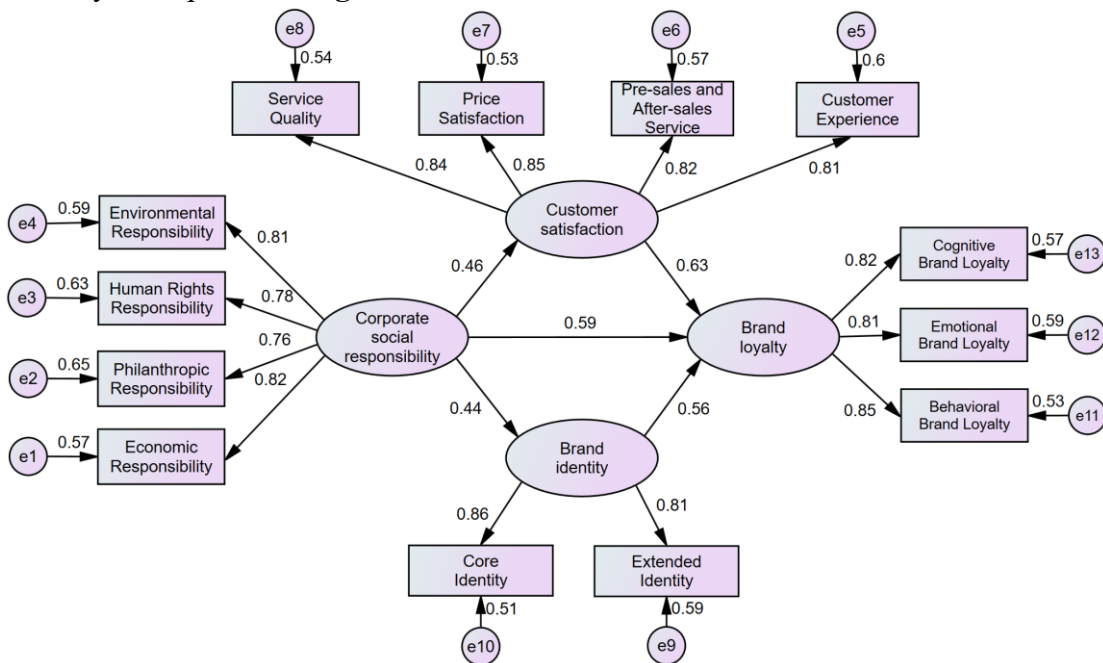 e8
e7
e6
e5
0.54
0.53
0.57
0.6
Service
Quality
Price
Satisfaction
Pre-sales and
After-sales
Service
Customer
Experience
0.84
0.85
0.82
0.81
Customer
satisfaction
e4
0.59
Environmental
Responsibility
0.81
e3
0.63
Human Rights
Responsibility
0.78
e2
0.65
Philanthropic
Responsibility
0.76
e1
0.57
Economic
Responsibility
0.82
Corporate
social
responsibility
0.46
0.59
0.44
0.63
0.56
Brand
loyalty
0.82
Cognitive
Brand Loyalty
0.57
e13
0.81
Emotional
Brand Loyalty
0.59
e12
0.85
Behavioral
Brand Loyalty
0.53
e11
Brand
identity
0.86
0.81
Core
Identity
Extended
Identity
0.51
0.59
e10
e9